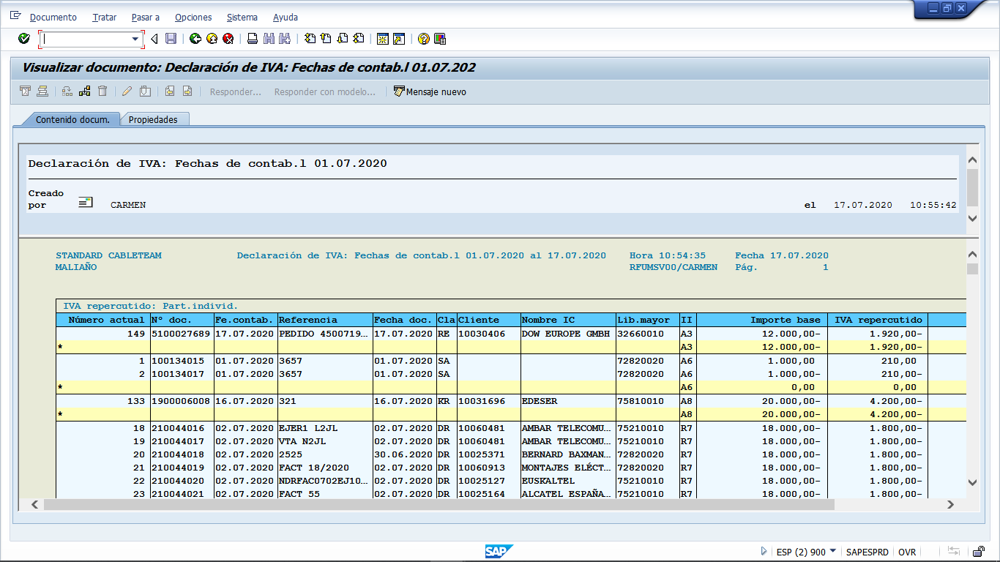 Documento Tratar Pasar a Opciones Sistema Ayuda
Visualizar documento: Declaración de IVA: Fechas de contab.l 01.07.202
Responder... Responder con modelo... Mensaje nuevo
Contenido docum. Propiedades
Declaración de IVA: Fechas de contab.l 01.07.2020
Creado
por CARMEN el 17.07.2020 10:55:42
STANDARD CABLETEAM Declaración de IVA: Fechas de contab.l 01.07.2020 al 17.07.2020 Hora 10:54:35 Fecha 17.07.2020
MALIAÑO RFUMSV00/CARMEN Pág. 1
IVA repercutido: Part.individ.
Número actual Nº doc. Fe.contab. Referencia Fecha doc. Cla Cliente Nombre IC Lib.mayor II Importe base IVA repercutido
149 5100027689 17.07.2020 PEDIDO 4500719... 17.07.2020 RE 10030406 DOW EUROPE GMBH 32660010 A3 12.000,00- 1.920,00-
* A3 12.000,00- 1.920,00-
1 100134015 01.07.2020 3657 01.07.2020 SA 72820020 A6 1.000,00 210,00
2 100134017 01.07.2020 3657 01.07.2020 SA 72820020 A6 1.000,00- 210,00-
* A6 0,00 0,00
133 1900006008 16.07.2020 321 16.07.2020 KR 10031696 EDESER 75810010 A8 20.000,00- 4.200,00-
* A8 20.000,00- 4.200,00-
18 210044016 02.07.2020 EJER1 L2JL 02.07.2020 DR 10060481 AMBAR TELECOMU... 75210010 R7 18.000,00- 1.800,00-
19 210044017 02.07.2020 VTA N2JL 02.07.2020 DR 10060481 AMBAR TELECOMU... 75210010 R7 18.000,00- 1.800,00-
20 210044018 02.07.2020 2525 30.06.2020 DR 10025371 BERNARD BAXMAN... 72820020 R7 18.000,00- 1.800,00-
21 210044019 02.07.2020 FACT 18/2020 02.07.2020 DR 10060913 MONTAJES ELÉCT... 72820020 R7 18.000,00- 1.800,00-
22 210044020 02.07.2020 NDRFAC0702EJ10... 02.07.2020 DR 10025127 EUSKALTEL 75210010 R7 18.000,00- 1.800,00-
23 210044021 02.07.2020 FACT 55 02.07.2020 DR 10025164 ALCATEL ESPAÑA... 75210010 R7 18.000,00- 1.800,00-
SAP ESP (2) 900 SAPESPRD OVR